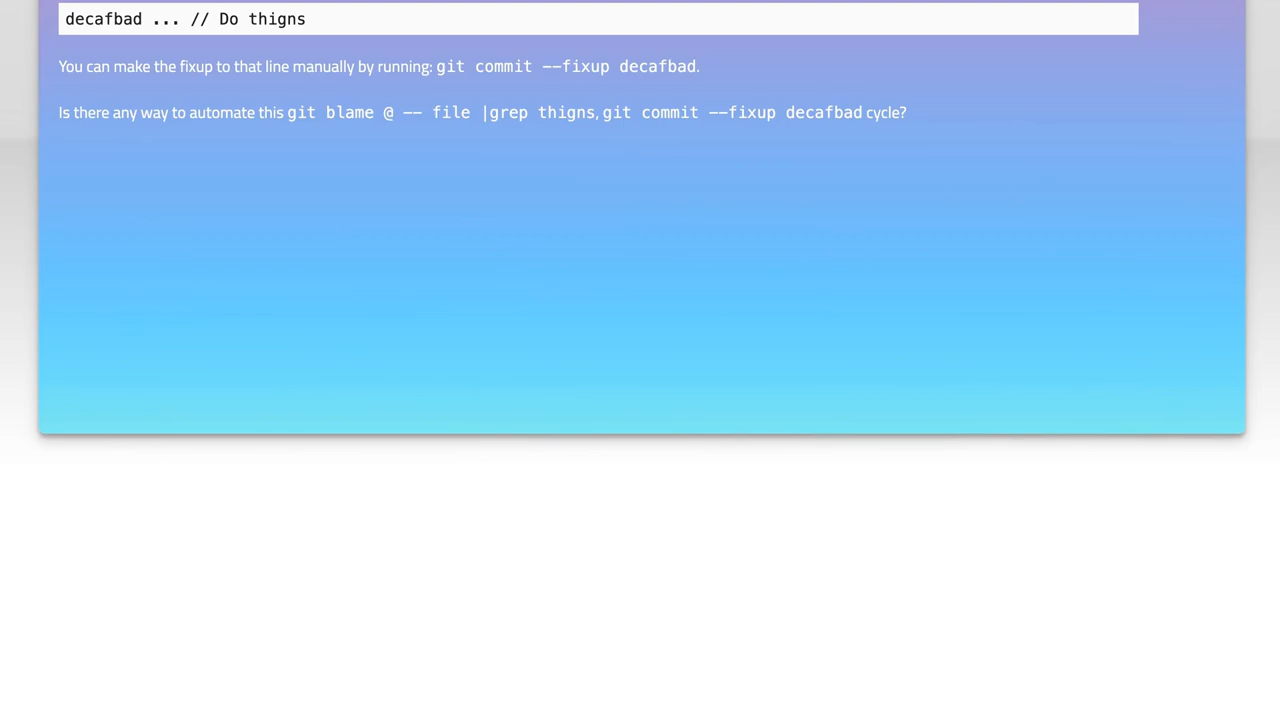 decafbad ... // Do thigns
You can make the fixup to that line manually by running: git commit --fixup decafbad.
Is there any way to automate this git blame @ -- file |grep thigns, git commit --fixup decafbad cycle?